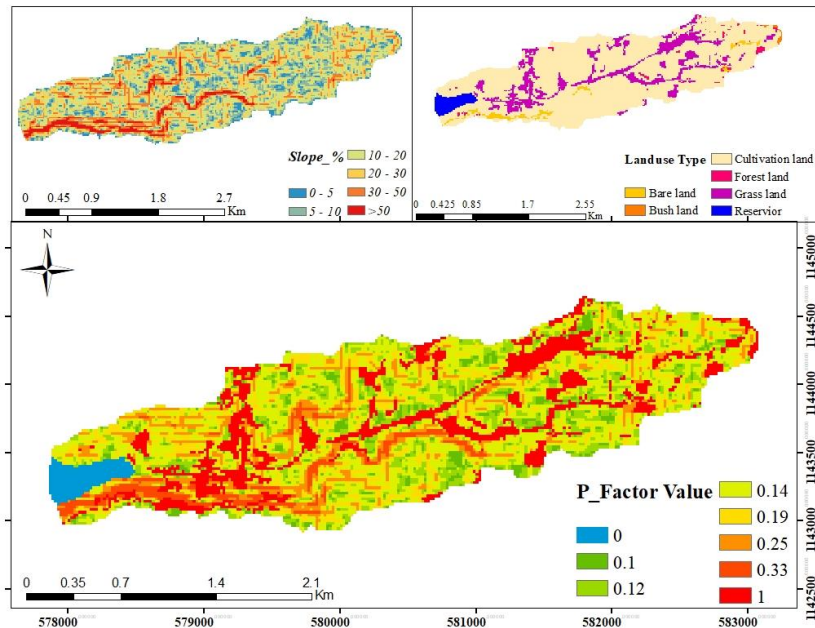 Slope_%
0 - 5
5 - 10
10 - 20
20 - 30
30 - 50
>50
0 0.45 0.9 1.8 2.7
Km
Landuse Type
Bare land
Bush land
Cultivation land
Forest land
Grass land
Reservior
0 0.425 0.85 1.7 2.55
Km
N
P_Factor Value
0
0.1
0.12
0.14
0.19
0.25
0.33
1
0 0.35 0.7 1.4 2.1
Km
1145000
1144500
1144000
1143500
1143000
1142500
578000 579000 580000 581000 582000 583000